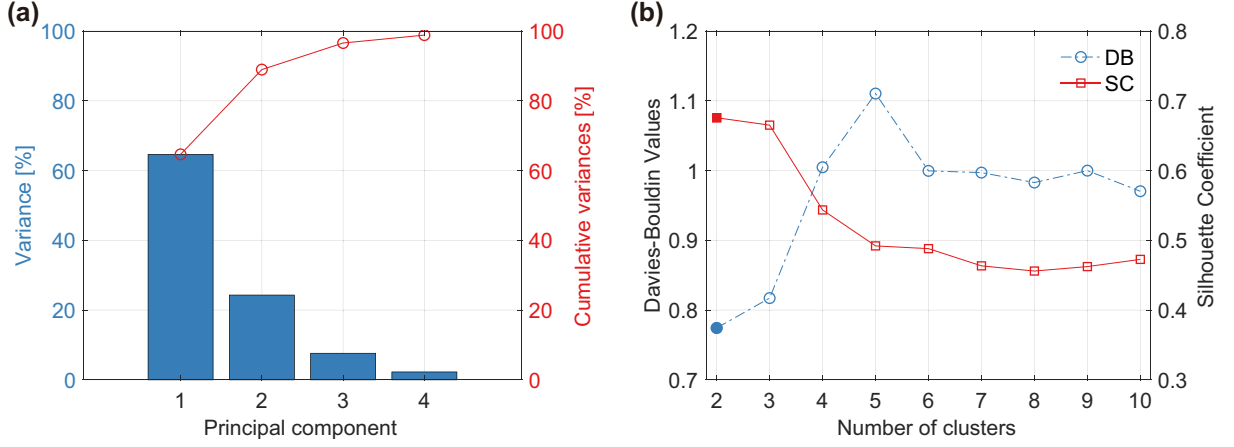 (a)
100
80
60
40
20
0
Variance [%]
1 2 3 4
Principal component
100
80
60
40
20
0
Cumulative variances [%]
(b)
1.2
1.1
1
0.9
0.8
0.7
Davies-Bouldin Values
2 3 4 5 6 7 8 9 10
Number of clusters
0.8
0.7
0.6
0.5
0.4
0.3
Silhouette Coefficient
DB
SC